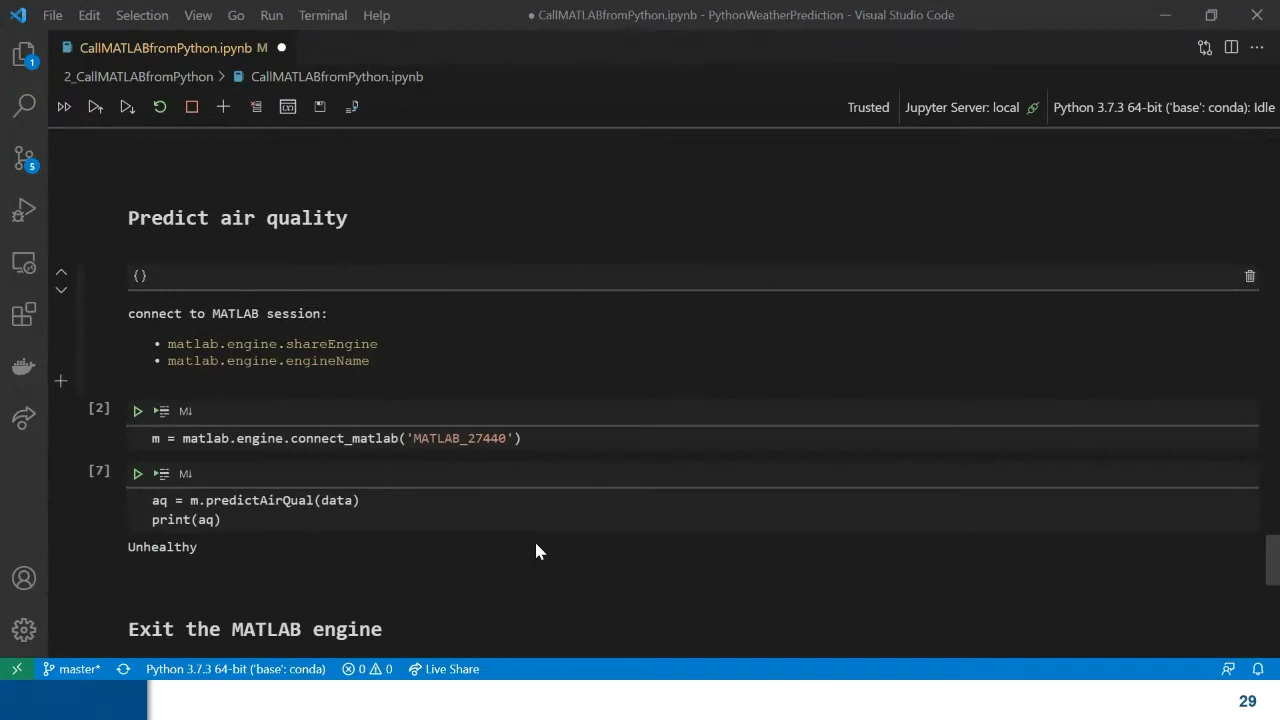 File Edit Selection View Go Run Terminal Help
● CallMATLABfromPython.ipynb - PythonWeatherPrediction - Visual Studio Code
CallMATLABfromPython.ipynb M
2_CallMATLABfromPython > CallMATLABfromPython.ipynb
Trusted
Jupyter Server: local
Python 3.7.3 64-bit ('base': conda): Idle
1
5
Predict air quality
{}
connect to MATLAB session:
• matlab.engine.shareEngine
• matlab.engine.engineName
[2]
M↓
m = matlab.engine.connect_matlab('MATLAB_27440')
[7]
M↓
aq = m.predictAirQual(data)
print(aq)
Unhealthy
Exit the MATLAB engine
master* Python 3.7.3 64-bit ('base': conda) 0 0 Live Share
29